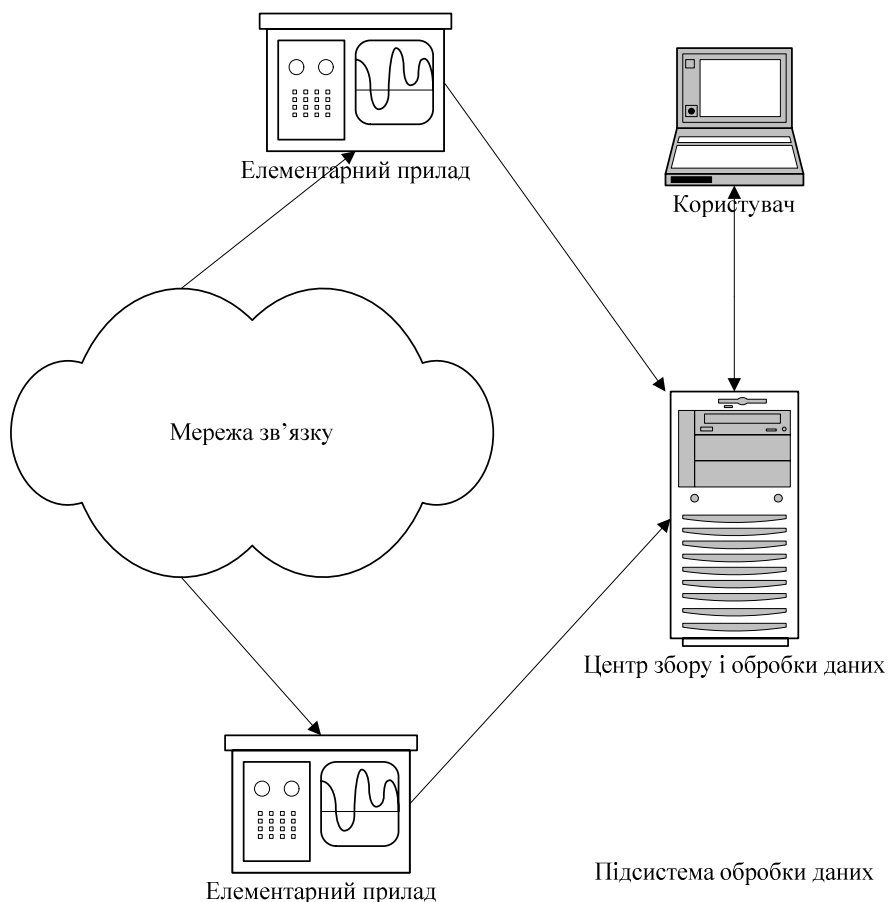 Елементарний прилад
Користувач
Мережа зв’язку
Центр збору і обробки даних
Підсистема обробки даних
Елементарний прилад